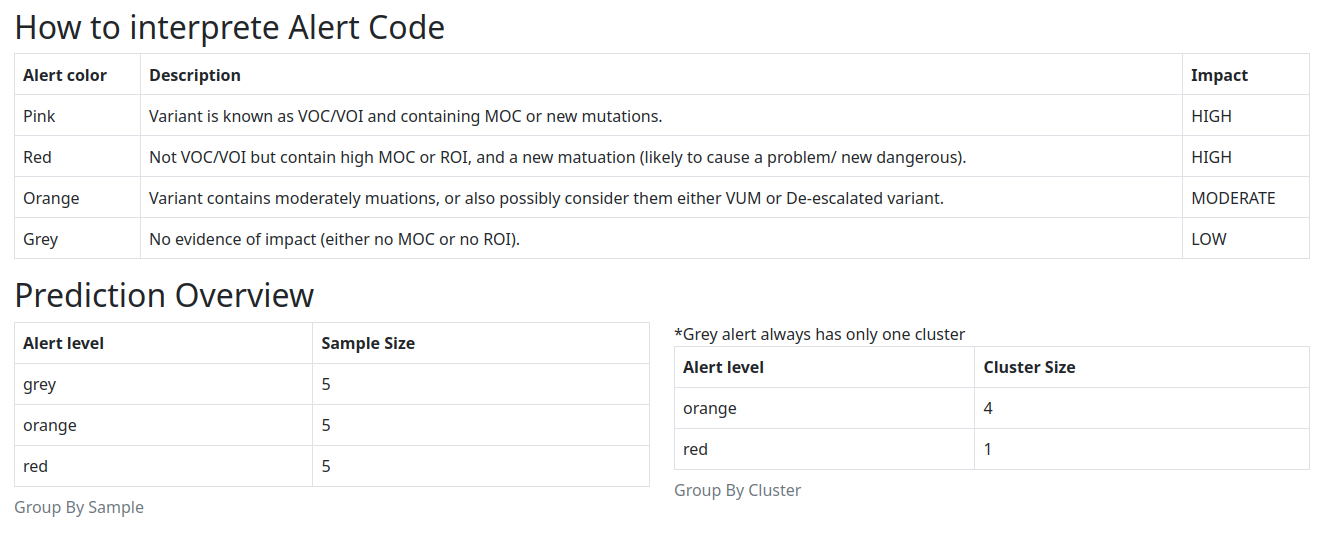 How to interprete Alert Code
Alert color Description Impact
Pink Variant is known as VOC/VOI and containing MOC or new mutations. HIGH
Red Not VOC/VOI but contain high MOC or ROI, and a new matuation (likely to cause a problem/ new dangerous). HIGH
Orange Variant contains moderately muations, or also possibly consider them either VUM or De-escalated variant. MODERATE
Grey No evidence of impact (either no MOC or no ROI). LOW
Prediction Overview
Alert level Sample Size
grey 5
orange 5
red 5
Group By Sample
*Grey alert always has only one cluster
Alert level Cluster Size
orange 4
red 1
Group By Cluster